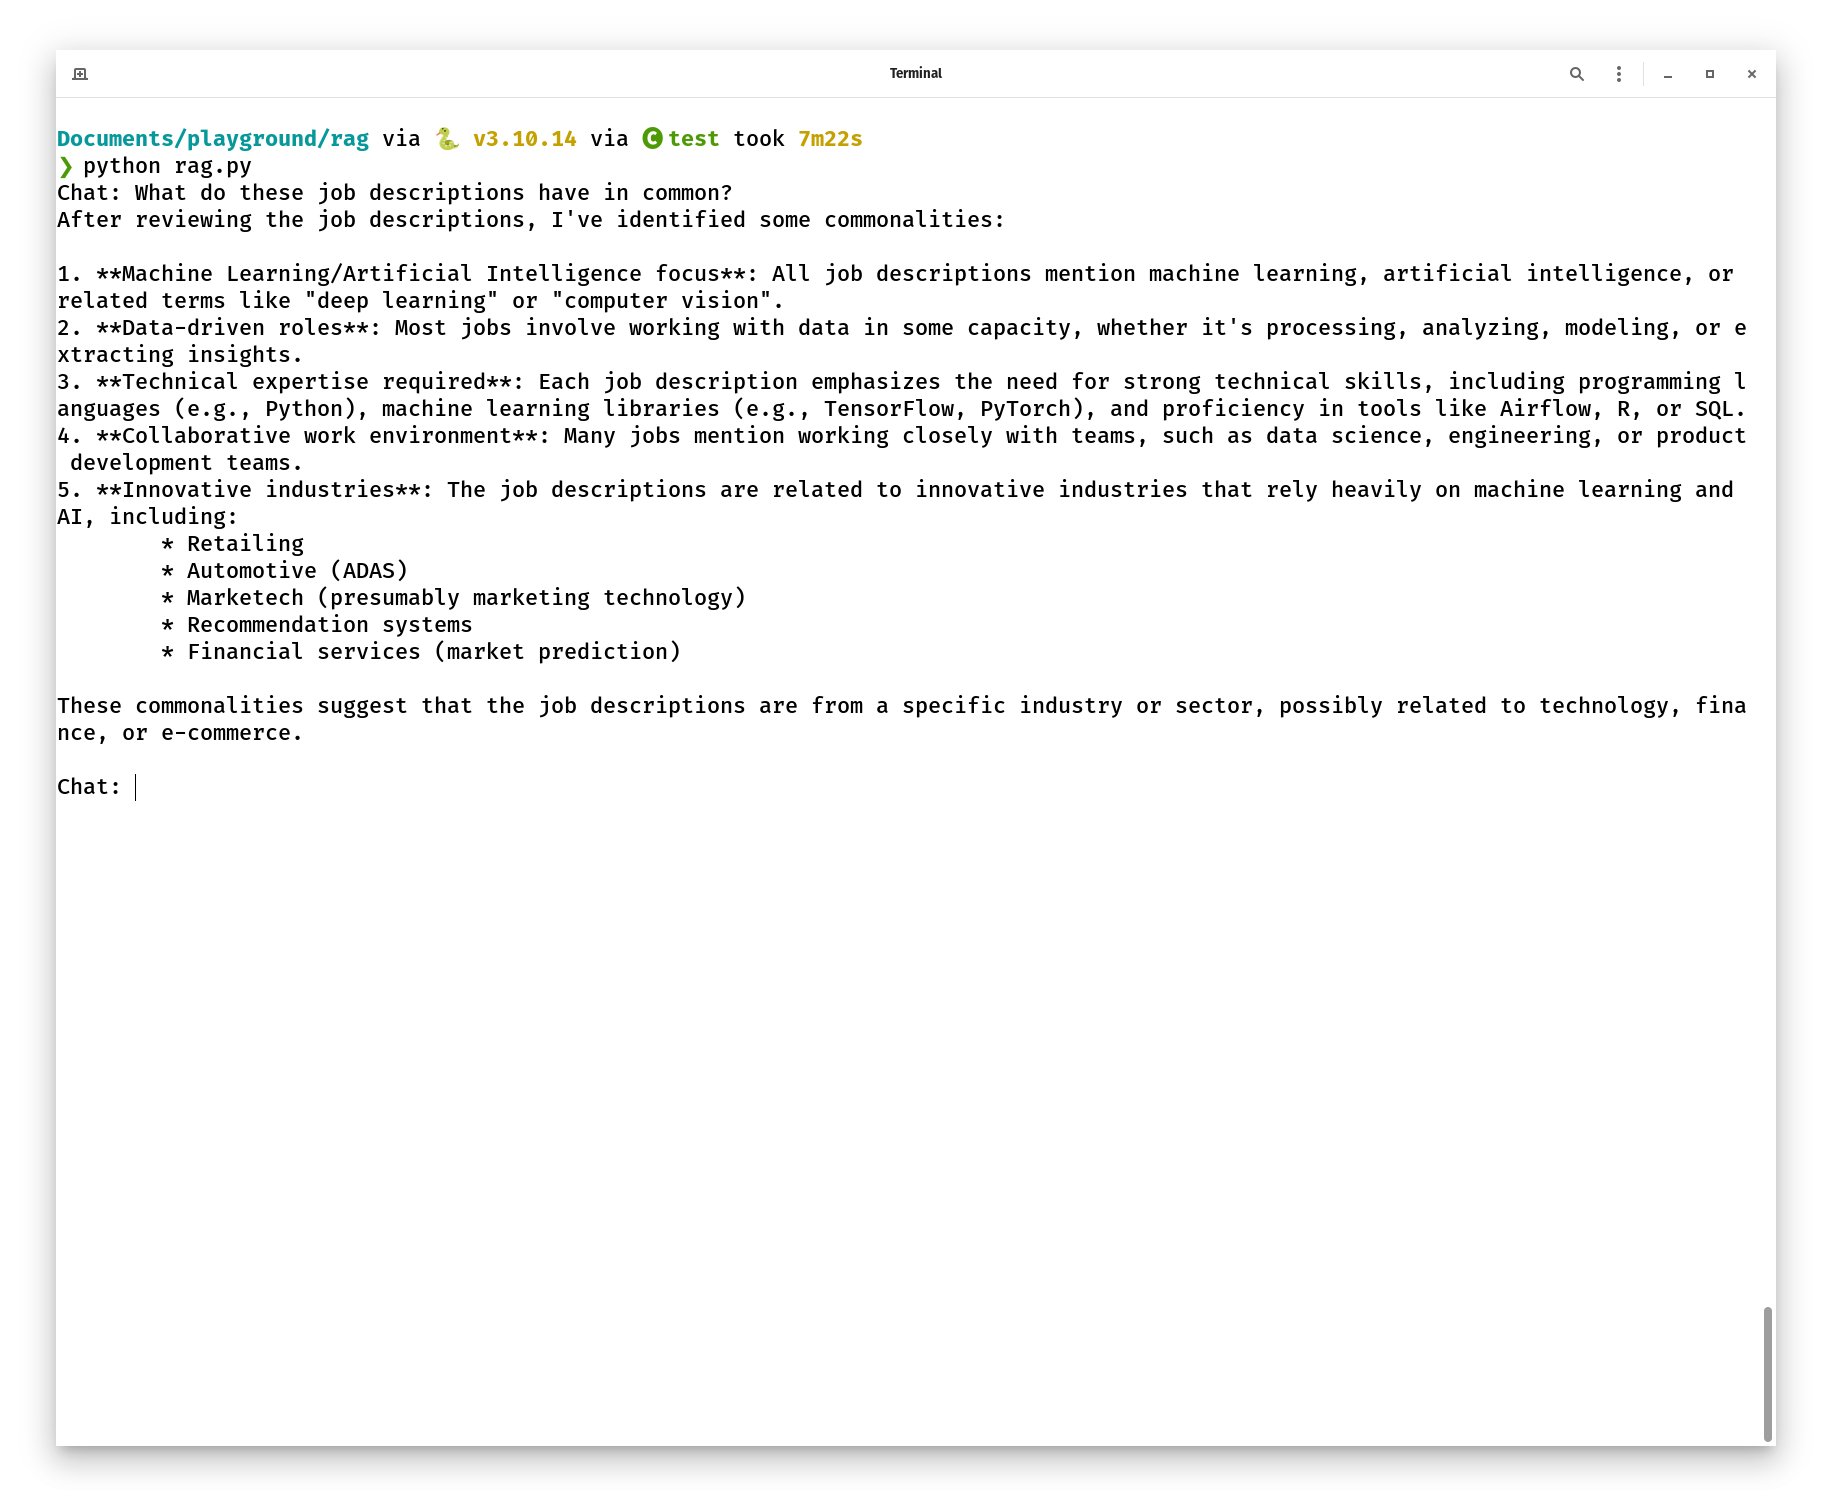 Terminal
Documents/playground/rag via 🐍 v3.10.14 via 🅒 test took 7m22s
❯ python rag.py
Chat: What do these job descriptions have in common?
After reviewing the job descriptions, I've identified some commonalities:
1. **Machine Learning/Artificial Intelligence focus**: All job descriptions mention machine learning, artificial intelligence, or
related terms like "deep learning" or "computer vision".
2. **Data-driven roles**: Most jobs involve working with data in some capacity, whether it's processing, analyzing, modeling, or e
xtracting insights.
3. **Technical expertise required**: Each job description emphasizes the need for strong technical skills, including programming l
anguages (e.g., Python), machine learning libraries (e.g., TensorFlow, PyTorch), and proficiency in tools like Airflow, R, or SQL.
4. **Collaborative work environment**: Many jobs mention working closely with teams, such as data science, engineering, or product
 development teams.
5. **Innovative industries**: The job descriptions are related to innovative industries that rely heavily on machine learning and
AI, including:
        * Retailing
        * Automotive (ADAS)
        * Marketech (presumably marketing technology)
        * Recommendation systems
        * Financial services (market prediction)
These commonalities suggest that the job descriptions are from a specific industry or sector, possibly related to technology, fina
nce, or e-commerce.
Chat: